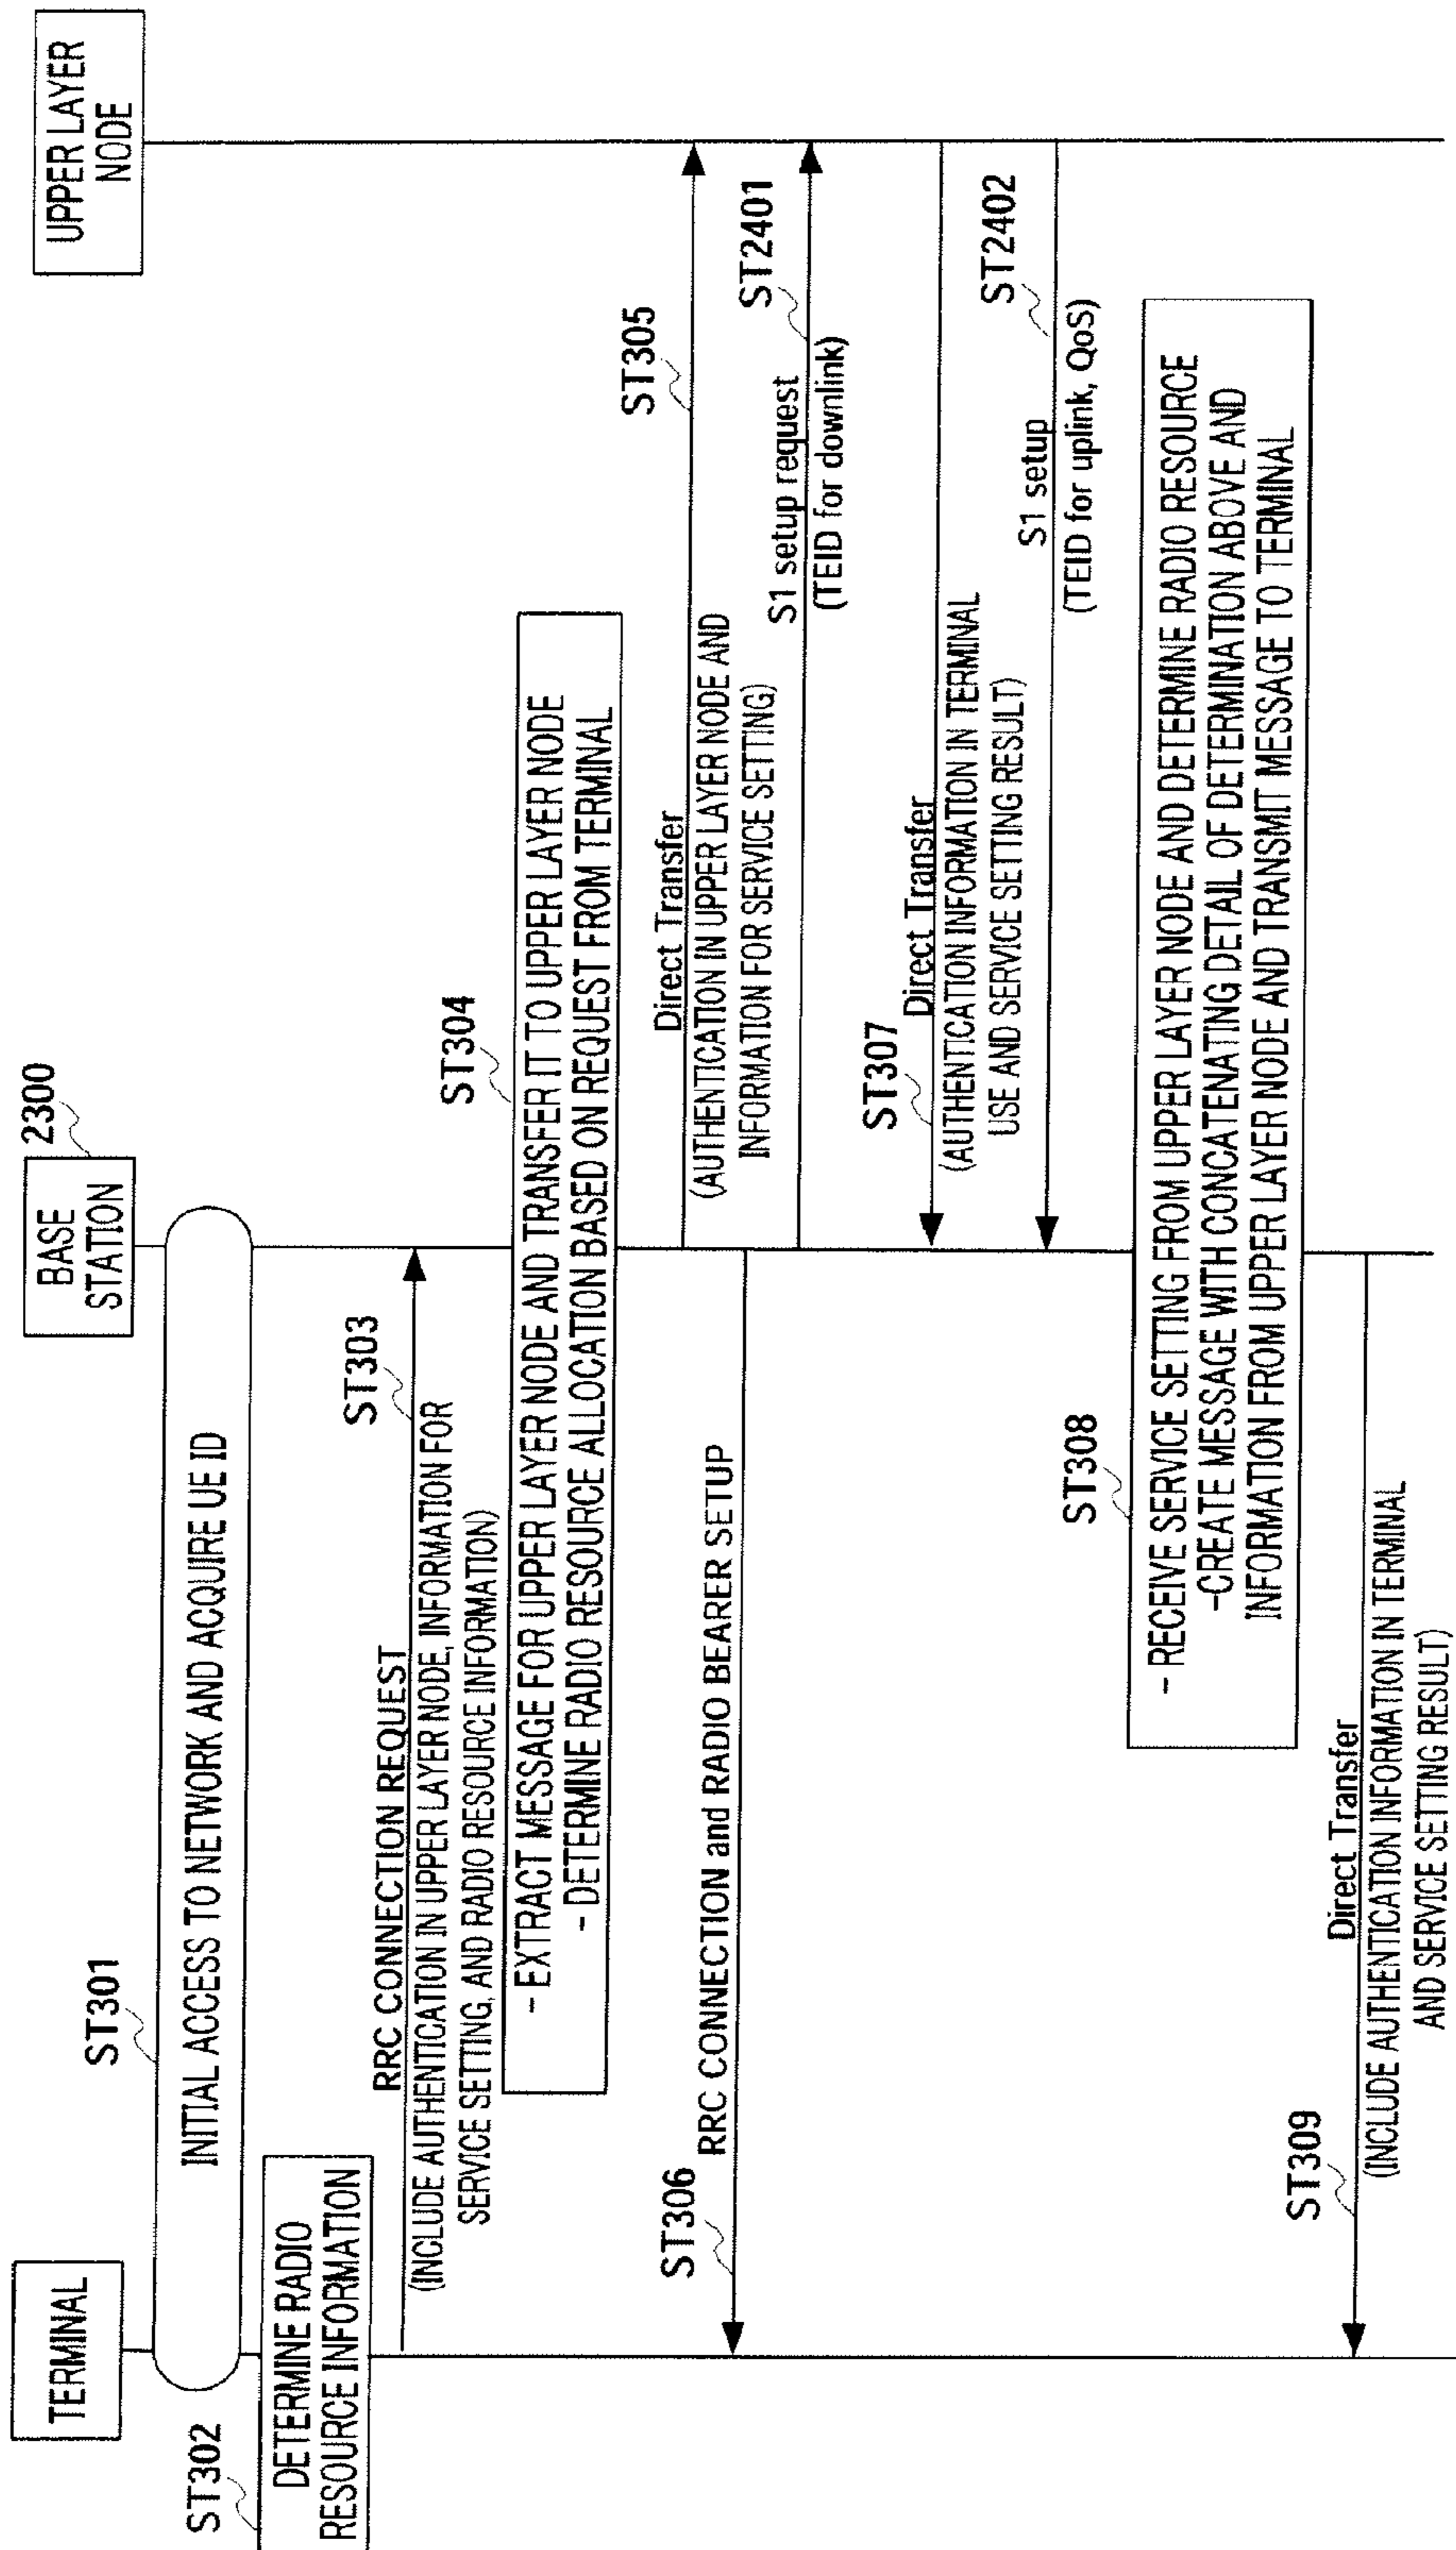 TERMINAL
BASE
STATION
2300
UPPER LAYER
NODE
ST301
INITIAL ACCESS TO NETWORK AND ACQUIRE UE ID
ST302
DETERMINE RADIO
RESOURCE INFORMATION
RRC CONNECTION REQUEST
ST303
(INCLUDE AUTHENTICATION IN UPPER LAYER NODE, INFORMATION FOR
SERVICE SETTING, AND RADIO RESOURCE INFORMATION)
ST304
- EXTRACT MESSAGE FOR UPPER LAYER NODE AND TRANSFER IT TO UPPER LAYER NODE
- DETERMINE RADIO RESOURCE ALLOCATION BASED ON REQUEST FROM TERMINAL
Direct Transfer
ST305
(AUTHENTICATION IN UPPER LAYER NODE AND
INFORMATION FOR SERVICE SETTING)
ST306
RRC CONNECTION and RADIO BEARER SETUP
S1 setup request
ST2401
(TEID for downlink)
ST307
Direct Transfer
(AUTHENTICATION INFORMATION IN TERMINAL
USE AND SERVICE SETTING RESULT)
S1 setup
ST2402
(TEID for uplink, QoS)
ST308
- RECEIVE SERVICE SETTING FROM UPPER LAYER NODE AND DETERMINE RADIO RESOURCE
-CREATE MESSAGE WITH CONCATENATING DETAIL OF DETERMINATION ABOVE AND
INFORMATION FROM UPPER LAYER NODE AND TRANSMIT MESSAGE TO TERMINAL
ST309
Direct Transfer
(INCLUDE AUTHENTICATION INFORMATION IN TERMINAL
AND SERVICE SETTING RESULT)